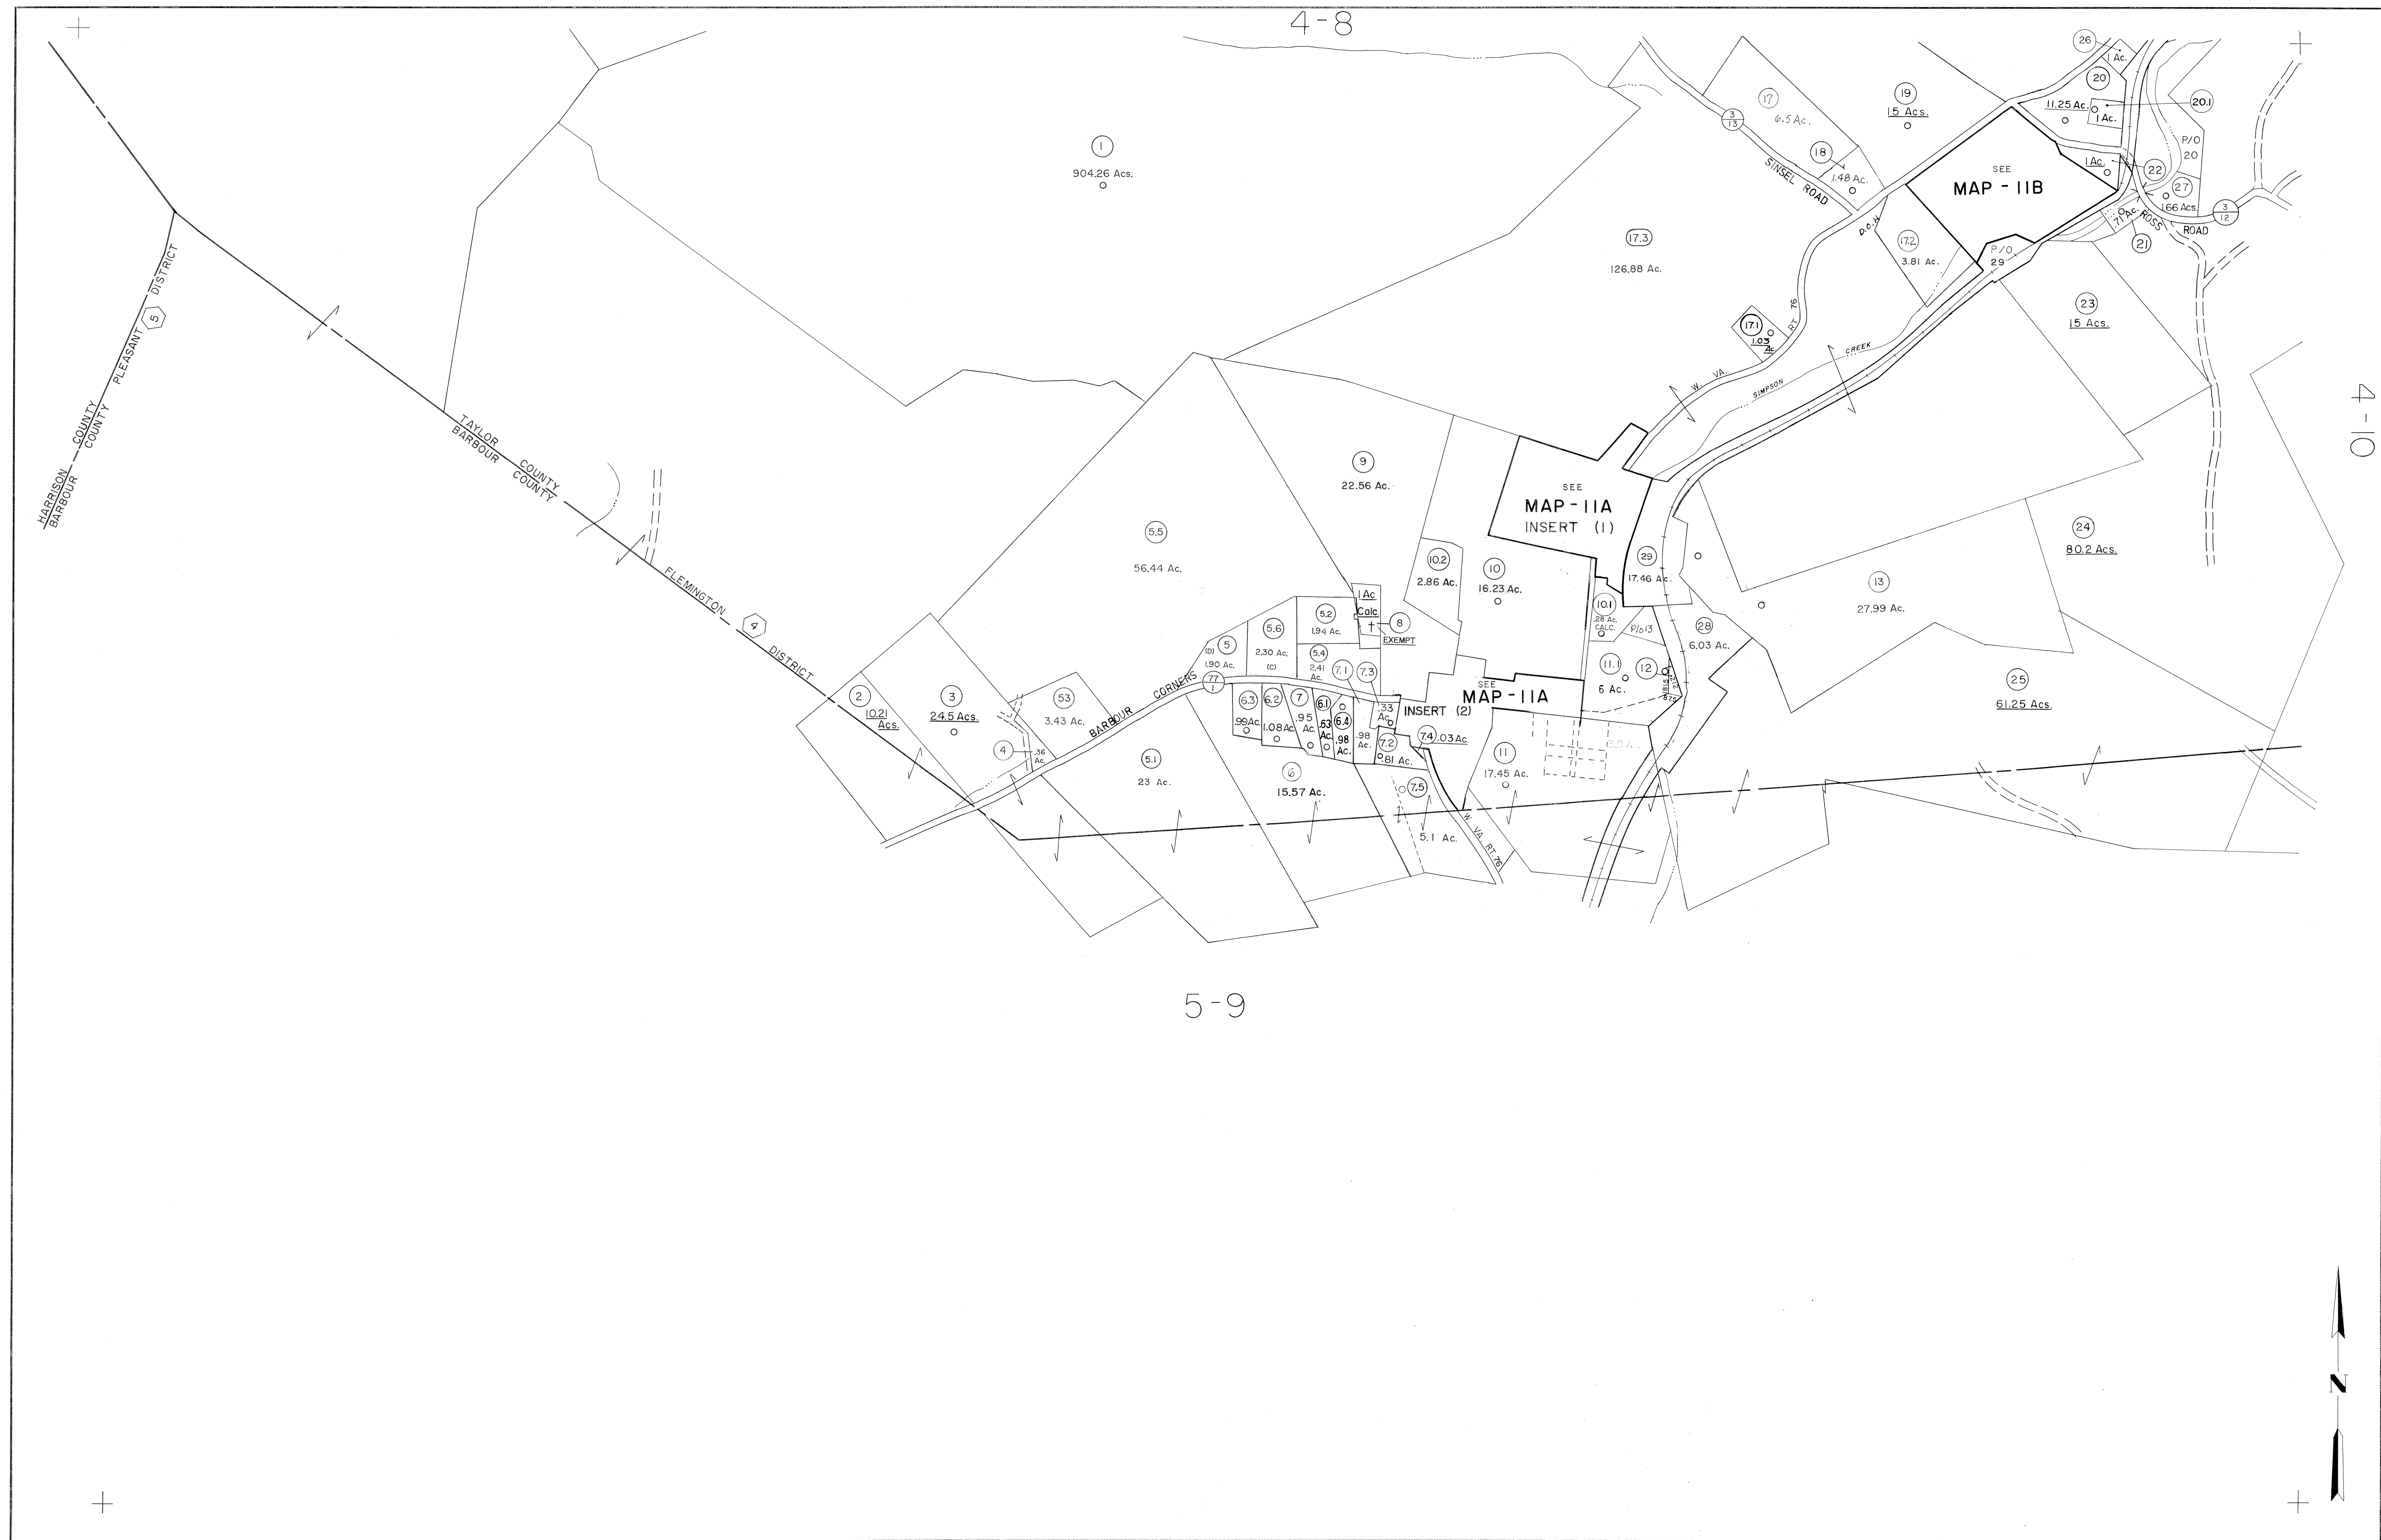 4-8
26
1 Ac.
20
11.25 Ac.
20.1
1 Ac.
P/O
20
1
904.26 Acs.
17
6.5 Ac.
3
13
19
15 Acs.
18
1.48 Ac.
SINSEL ROAD
SEE
MAP - 11B
1 Ac.
22
27
1.66 Acs.
3
12
.71 Ac.
ROSS
ROAD
21
D.O.H
17.3
126.88 Ac.
17.2
3.81 Ac.
P/O
29
23
15 Acs.
17.1
1.03
Ac.
W. VA. RT. 76
SIMPSON CREEK
PLEASANT DISTRICT
5
HARRISON COUNTY
BARBOUR COUNTY
TAYLOR COUNTY
BARBOUR COUNTY
4-10
9
22.56 Ac.
SEE
MAP - 11A
INSERT (1)
5.5
56.44 Ac.
10.2
2.86 Ac.
10
16.23 Ac.
29
17.46 Ac.
24
80.2 Acs.
13
27.99 Ac.
FLEMINGTON
4
DISTRICT
1 Ac
Calc.
8
EXEMPT
5.2
1.94 Ac.
5.6
2.30 Ac.
(C)
5
(D)
1.90 Ac.
5.4
2.41
Ac.
7.1
7.3
10.1
.28 Ac.
CALC.
P/o 13
28
6.03 Ac.
11.1
6 Ac.
12
25
61.25 Acs.
77
1
BARBOUR CORNERS
2
10.21
Acs.
3
24.5 Acs.
53
3.43 Ac.
4
.36
Ac.
6.3
.99 Ac.
6.2
1.08 Ac.
7
.95
Ac.
6.1
.63
Ac.
6.4
.98
Ac.
.98
Ac.
.33
Ac.
SEE
MAP - 11A
INSERT (2)
7.2
.81 Ac.
7.4
.03 Ac
11
17.45 Ac.
5.1
23 Ac.
6
15.57 Ac.
7.5
5.1 Ac.
W. VA. RT. 76
5-9
N